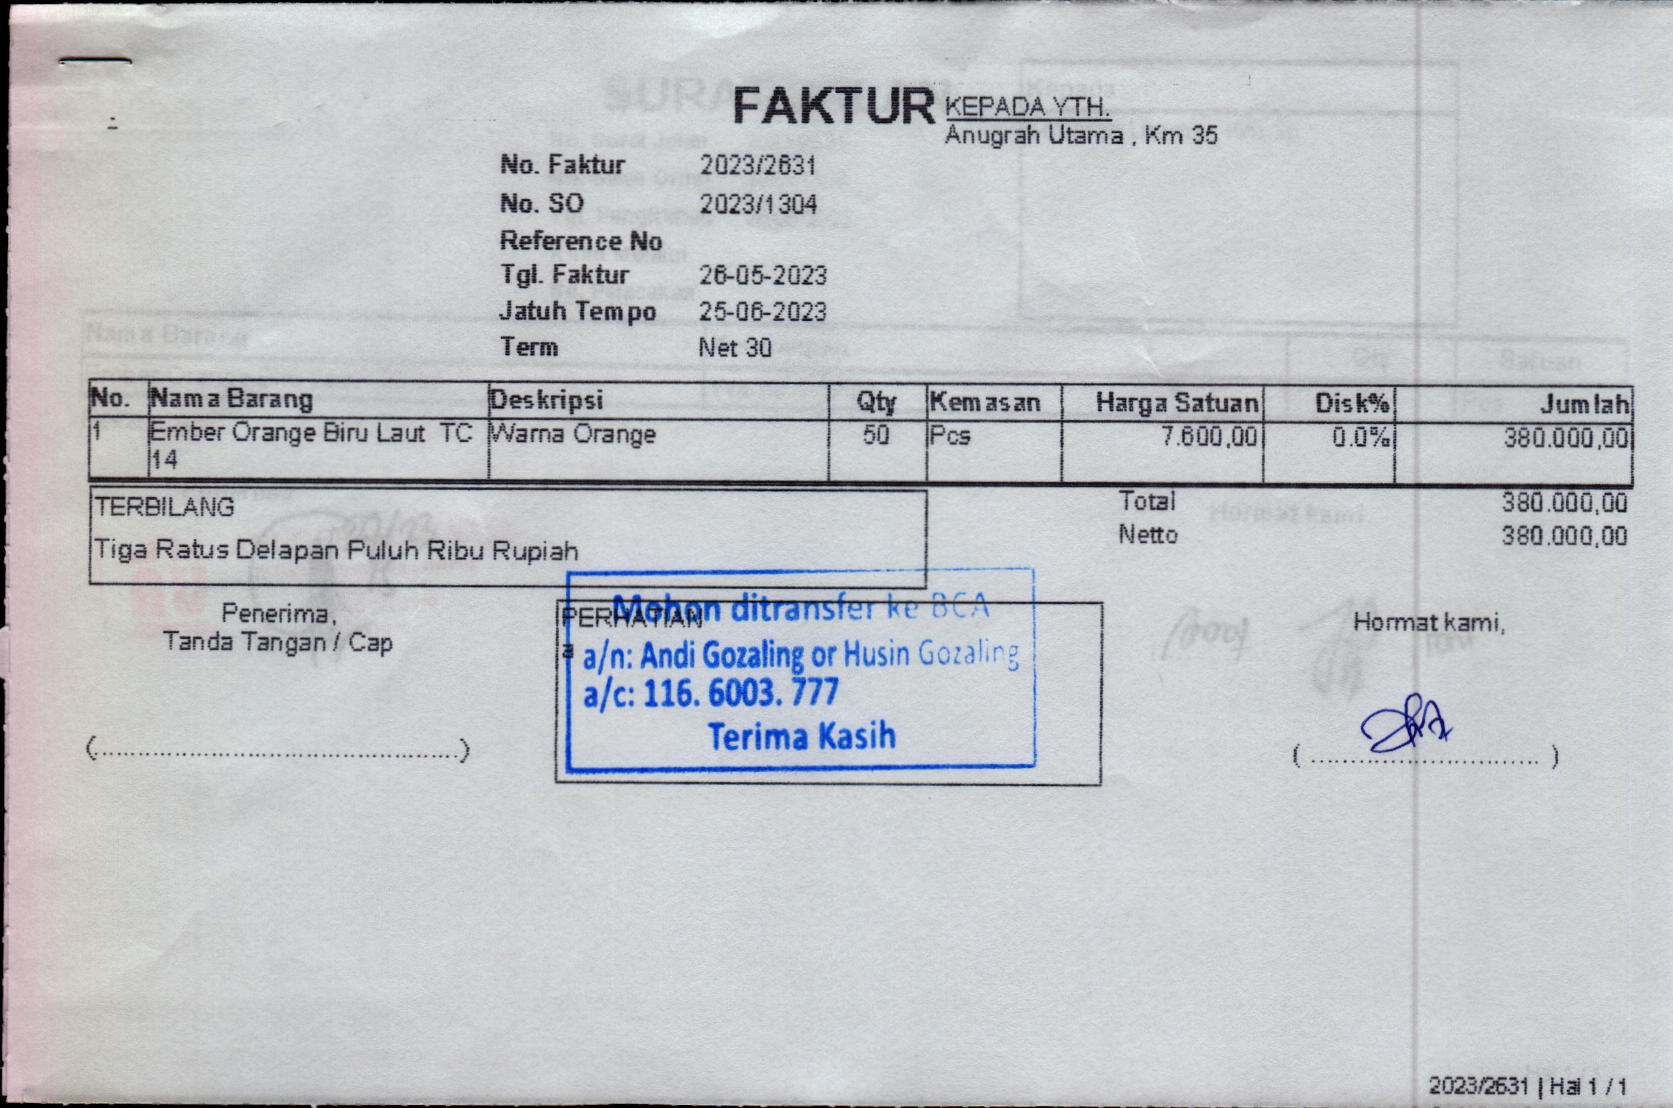 FAKTUR
KEPADA YTH.
Anugrah Utama , Km 35
No. Faktur 2023/2631
No. SO 2023/1304
Reference No
Tgl. Faktur 26-05-2023
Jatuh Tempo 25-06-2023
Term Net 30
No. Nama Barang Deskripsi Qty Kemasan Harga Satuan Disk% Jumlah
1 Ember Orange Biru Laut TC Warna Orange 50 Pcs 7.600,00 0.0% 380.000,00
14
TERBILANG
Tiga Ratus Delapan Puluh Ribu Rupiah
Total 380.000,00
Netto 380.000,00
Penerima,
Tanda Tangan / Cap
PERHATIAN
a
Mohon ditransfer ke BCA
a/n: Andi Gozaling or Husin Gozaling
a/c: 116. 6003. 777
Terima Kasih
Hormat kami,
(................................................)
(............................)
2023/2631 | Hal 1 / 1